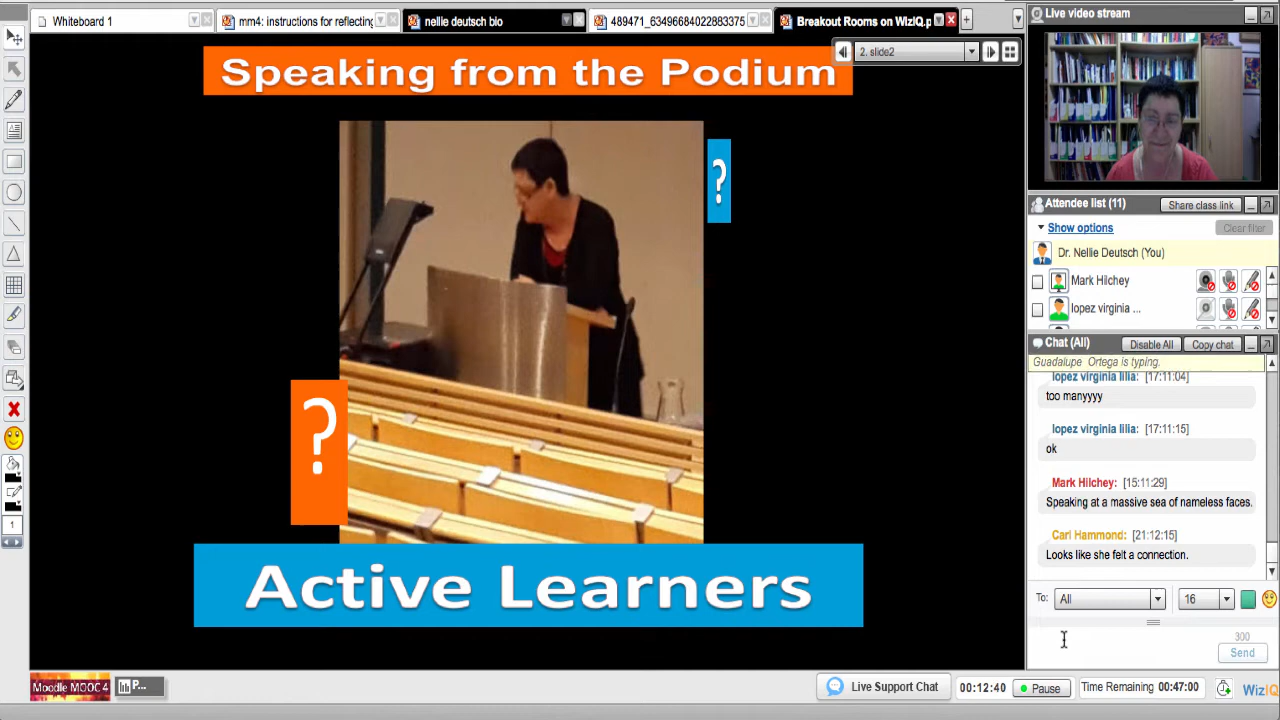 Whiteboard 1
mm4: instructions for reflecting
nellie deutsch bio
489471_63496684022883375
Breakout Rooms on WizIQ.p
2. slide2
Speaking from the Podium
?
?
Active Learners
Live video stream
Attendee list (11)
Share class link
Show options
Clear filter
Dr. Nellie Deutsch (You)
Mark Hilchey
lopez virginia ...
Chat (All)
Disable All
Copy chat
Guadalupe Ortega is typing.
lopez virginia lilia: [17:11:04]
too manyyyy
lopez virginia lilia: [17:11:15]
ok
Mark Hilchey: [15:11:29]
Speaking at a massive sea of nameless faces.
Carl Hammond: [21:12:15]
Looks like she felt a connection.
To: All 16
300
Send
1
Moodle MOOC 4
P...
Live Support Chat
00:12:40
Pause
Time Remaining 00:47:00
WizIQ